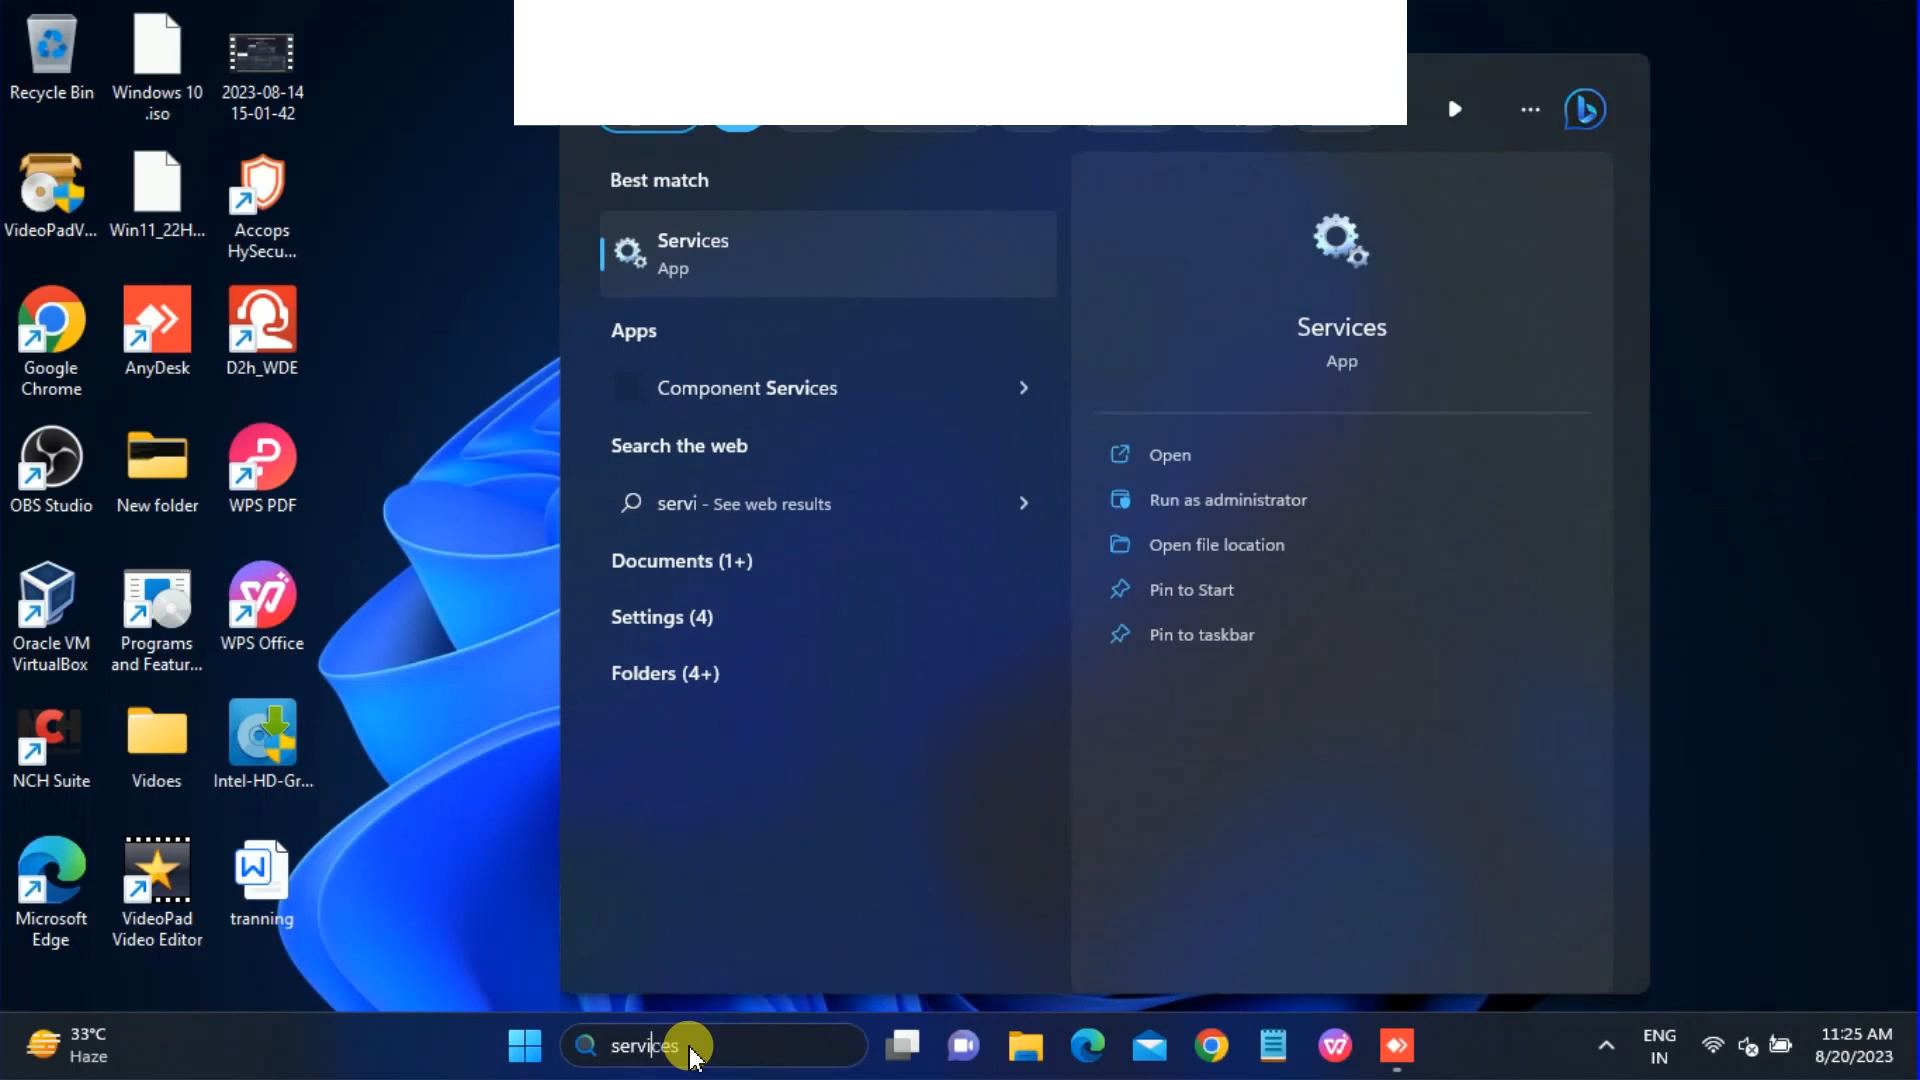 Recycle Bin
Windows 10
.iso
2023-08-14
15-01-42
VideoPadV...
Win11_22H...
Accops
HySecu...
Google
Chrome
AnyDesk
D2h_WDE
OBS Studio
New folder
WPS PDF
Oracle VM
VirtualBox
Programs
and Featur...
WPS Office
NCH Suite
Vidoes
Intel-HD-Gr...
Microsoft
Edge
VideoPad
Video Editor
tranning
Best match
Services
App
Apps
Component Services
Search the web
servi - See web results
Documents (1+)
Settings (4)
Folders (4+)
Services
App
Open
Run as administrator
Open file location
Pin to Start
Pin to taskbar
33°C
Haze
services
ENG
IN
11:25 AM
8/20/2023